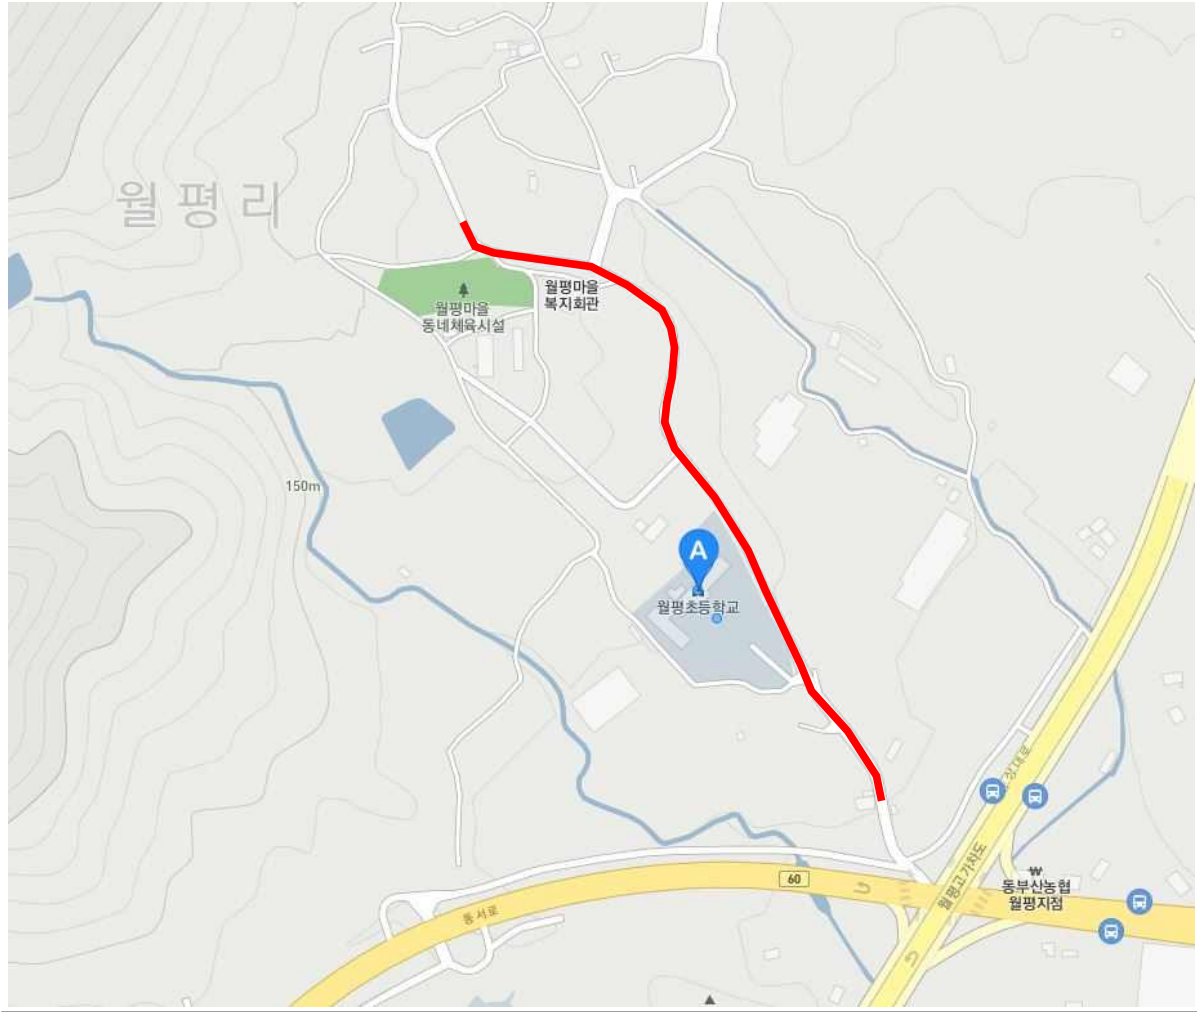 월평리
월평마을
복지회관
월평마을
동네체육시설
150m
A
월평초등학교
월평고가차도
60
동서로
₩
동부산농협
월평지점